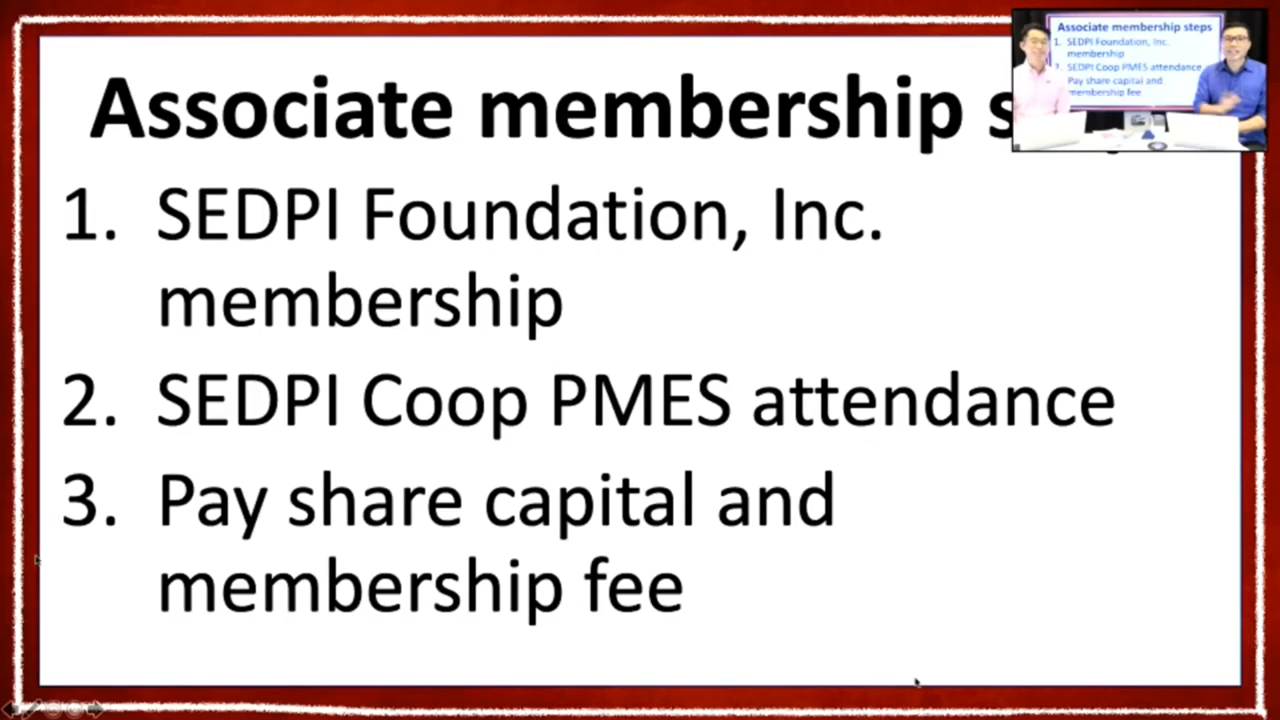 Associate membership s
1. SEDPI Foundation, Inc.
membership
2. SEDPI Coop PMES attendance
3. Pay share capital and
membership fee
Associate membership steps
1. SEDPI Foundation, Inc.
membership
SEDPI Coop PMES attendance
Pay share capital and
membership fee